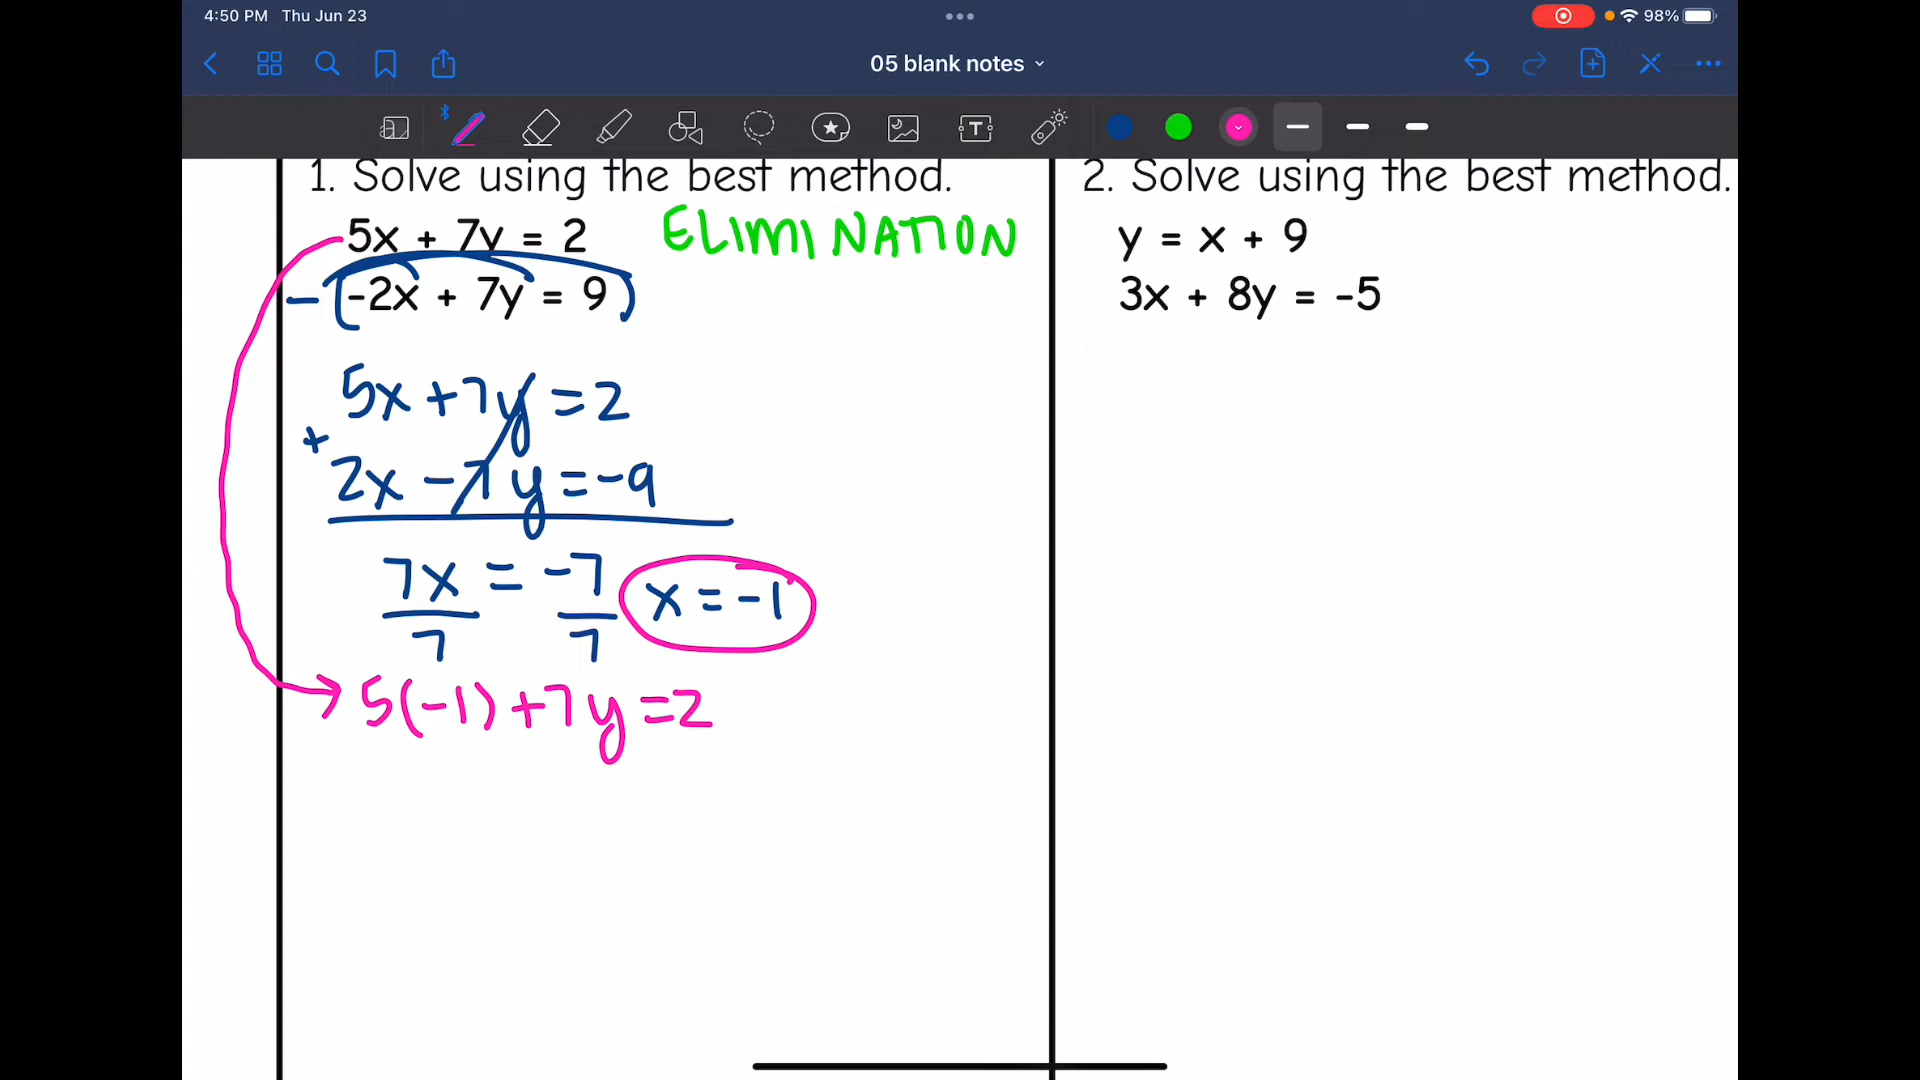 4:50 PM Thu Jun 23
98%
05 blank notes
1. Solve using the best method.
5x + 7y = 2 ELIMINATION
-(-2x + 7y = 9)
5x + 7y = 2
+
2x - 7y = -9
7x = -7
7 7
x = -1
5(-1) + 7y = 2
2. Solve using the best method.
y = x + 9
3x + 8y = -5